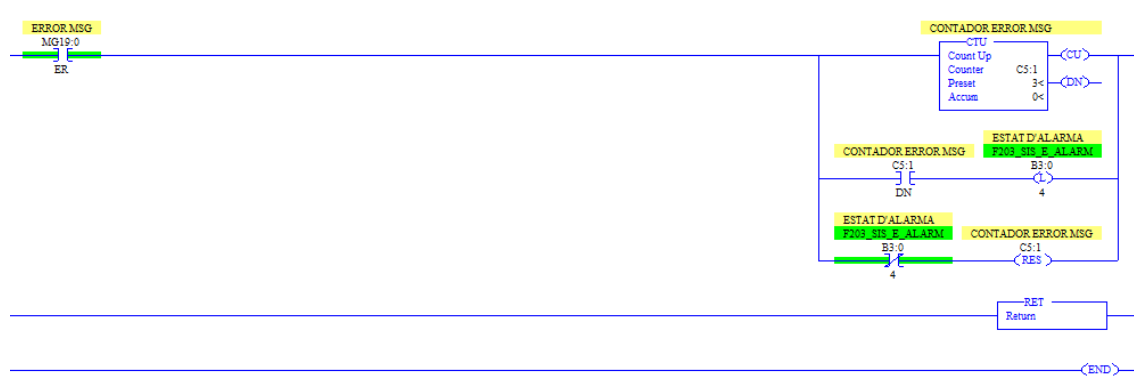 ERROR MSG
MG19:0
ER
CONTADOR ERROR MSG
CTU
Count Up
Counter C5:1
Preset 3<
Accum 0<
CU
DN
CONTADOR ERROR MSG
C5:1
DN
ESTAT D'ALARMA
F203_SIS_E_ALARM
B3:0
L
4
ESTAT D'ALARMA
F203_SIS_E_ALARM
B3:0
4
CONTADOR ERROR MSG
C5:1
RES
RET
Return
END